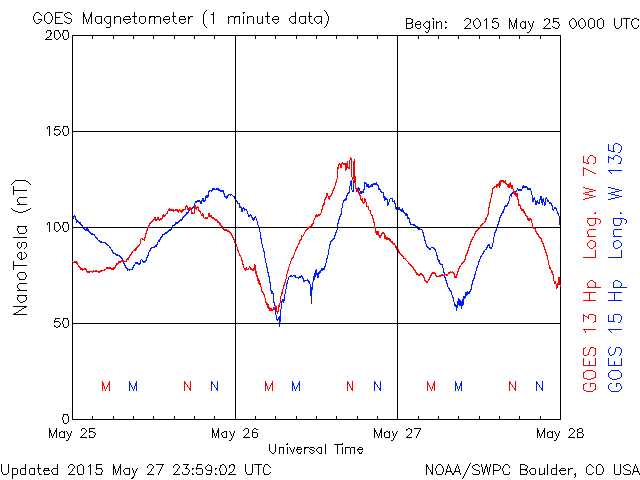 GOES Magnetometer (1 minute data)
Begin: 2015 May 25 0000 UTC
200
150
100
50
0
NanoTesla (nT)
M M N N M M N N M M N N
May 25 May 26 May 27 May 28
Universal Time
GOES 13 Hp Long. W 75
GOES 15 Hp Long. W 135
Updated 2015 May 27 23:59:02 UTC
NOAA/SWPC Boulder, CO USA